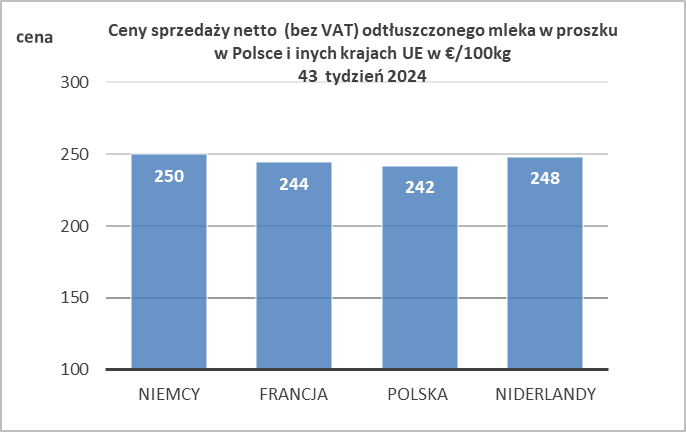 cena
Ceny sprzedaży netto (bez VAT) odtłuszczonego mleka w proszku
w Polsce i inych krajach UE w €/100kg
43 tydzień 2024
300
250
200
150
100
250
244
242
248
NIEMCY FRANCJA POLSKA NIDERLANDY